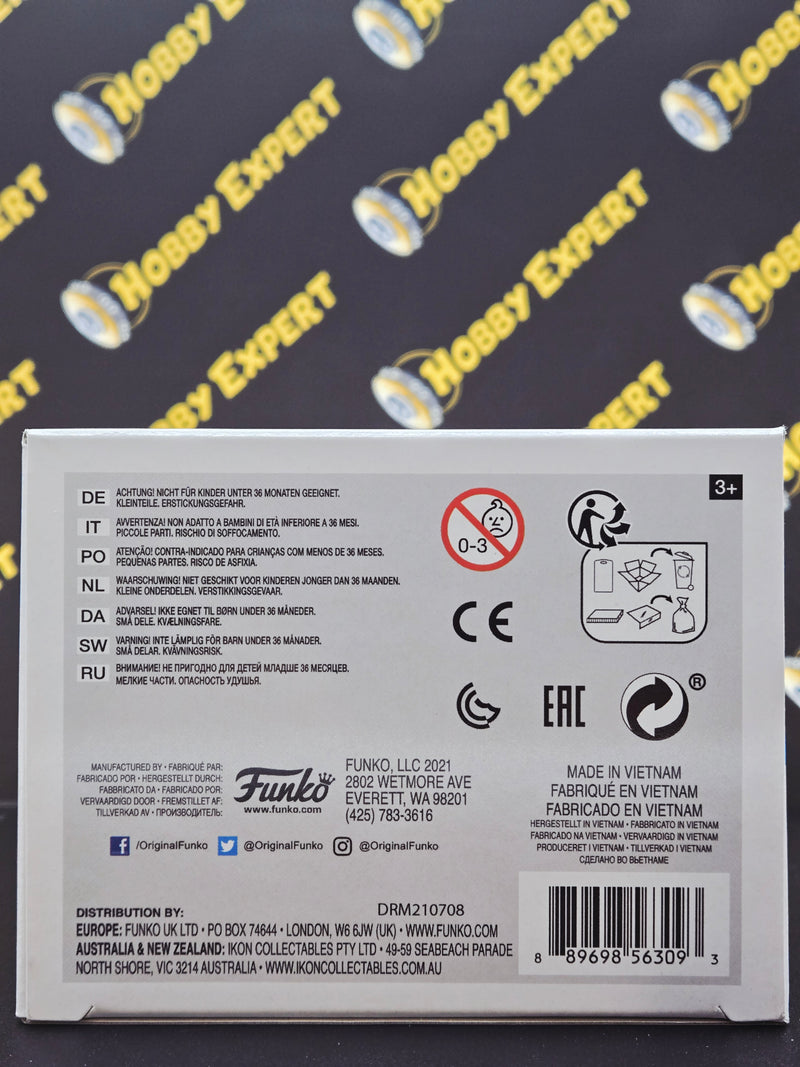 HOBBY EXPERT
HOBBY EXPERT
HOBBY EXPERT
HOBBY EXPERT
HOBBY EXPERT
3+
DE ACHTUNG! NICHT FÜR KINDER UNTER 36 MONATEN GEEIGNET.
KLEINTEILE. ERSTICKUNGSGEFAHR.
IT AVVERTENZA! NON ADATTO A BAMBINI DI ETÀ INFERIORE A 36 MESI.
PICCOLE PARTI. RISCHIO DI SOFFOCAMENTO.
PO ATENÇÃO! CONTRA-INDICADO PARA CRIANÇAS COM MENOS DE 36 MESES.
PEQUENAS PARTES. RISCO DE ASFIXIA.
NL WAARSCHUWING! NIET GESCHIKT VOOR KINDEREN JONGER DAN 36 MAANDEN.
KLEINE ONDERDELEN. VERSTIKKINGSGEVAAR.
DA ADVARSEL! IKKE EGNET TIL BØRN UNDER 36 MÅNEDER.
SMÅ DELE. KVÆLNINGSFARE.
SW VARNING! INTE LÄMPLIG FÖR BARN UNDER 36 MÅNADER.
SMÅ DELAR. KVÄVNINGSRISK.
RU ВНИМАНИЕ! НЕ ПРИГОДНО ДЛЯ ДЕТЕЙ МЛАДШЕ 36 МЕСЯЦЕВ.
МЕЛКИЕ ЧАСТИ. ОПАСНОСТЬ УДУШЬЯ.
0-3
CE
EAC
®
MANUFACTURED BY • FABRIQUÉ PAR:
FABRICADO POR • HERGESTELLT DURCH:
FABBRICATO DA • FABRICADO POR:
VERVAARDIGD DOOR • FREMSTILLET AF:
TILLVERKAD AV • ПРОИЗВОДИТЕЛЬ:
Funko
www.funko.com
FUNKO, LLC 2021
2802 WETMORE AVE
EVERETT, WA 98201
(425) 783-3616
MADE IN VIETNAM
FABRIQUÉ EN VIETNAM
FABRICADO EN VIETNAM
HERGESTELLT IN VIETNAM • FABBRICATO IN VIETNAM
FABRICADO NA VIETNAM • VERVAARDIGD IN VIETNAM
PRODUCERET I VIETNAM • TILLVERKAD I VIETNAM
СДЕЛАНО ВО ВЬЕТНАМЕ
/OriginalFunko @OriginalFunko @OriginalFunko
DRM210708
DISTRIBUTION BY:
EUROPE: FUNKO UK LTD • PO BOX 74644 • LONDON, W6 6JW (UK) • WWW.FUNKO.COM
AUSTRALIA & NEW ZEALAND: IKON COLLECTABLES PTY LTD • 49-59 SEABEACH PARADE
NORTH SHORE, VIC 3214 AUSTRALIA • WWW.IKONCOLLECTABLES.COM.AU
8 89698 56309 3